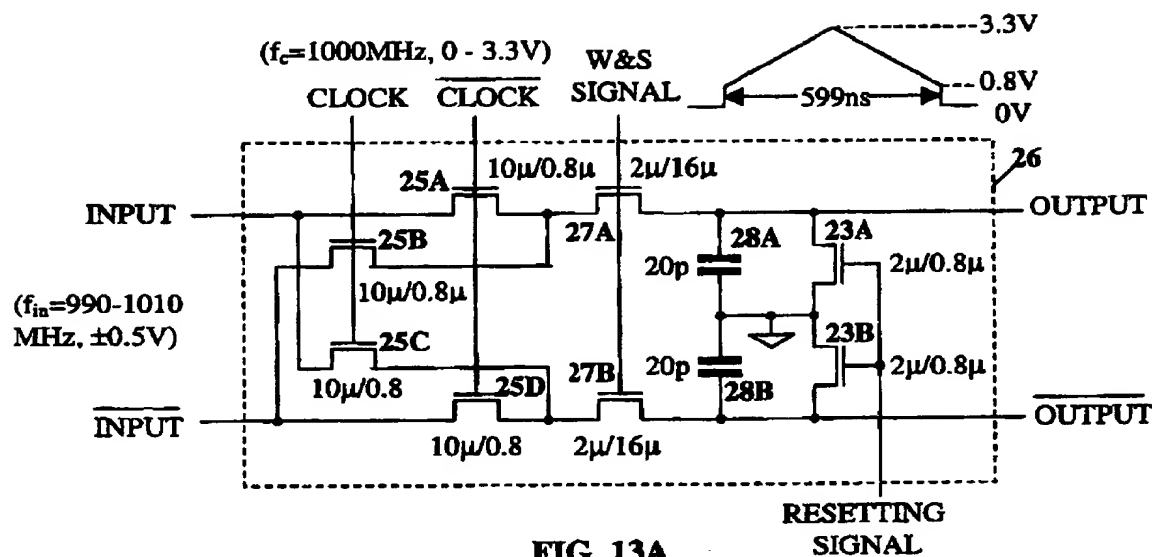 (fc=1000MHz, 0 - 3.3V)
CLOCK
CLOCK
W&S
SIGNAL
3.3V
0.8V
599ns
0V
26
10μ/0.8μ
2μ/16μ
25A
INPUT
OUTPUT
27A
25B
28A
23A
20p
2μ/0.8μ
10μ/0.8μ
(fin=990-1010
MHz, ±0.5V)
25C
23B
27B
20p
2μ/0.8μ
10μ/0.8
25D
28B
INPUT
OUTPUT
10μ/0.8
2μ/16μ
RESETTING
SIGNAL
FIG. 13A